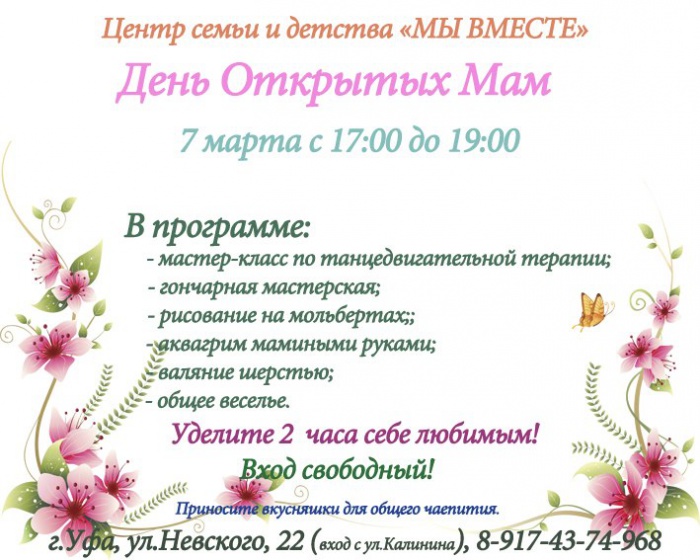 Центр семьи и детства «МЫ ВМЕСТЕ»
День Открытых Мам
7 марта с 17:00 до 19:00
В программе:
- мастер-класс по танцедвигательной терапии;
- гончарная мастерская;
- рисование на мольбертах;;
- аквагрим мамиными руками;
- валяние шерстью;
- общее веселье.
Уделите 2 часа себе любимым!
Вход свободный!
Приносите вкусняшки для общего чаепития.
г.Уфа, ул.Невского, 22 (вход с ул.Калинина), 8-917-43-74-968